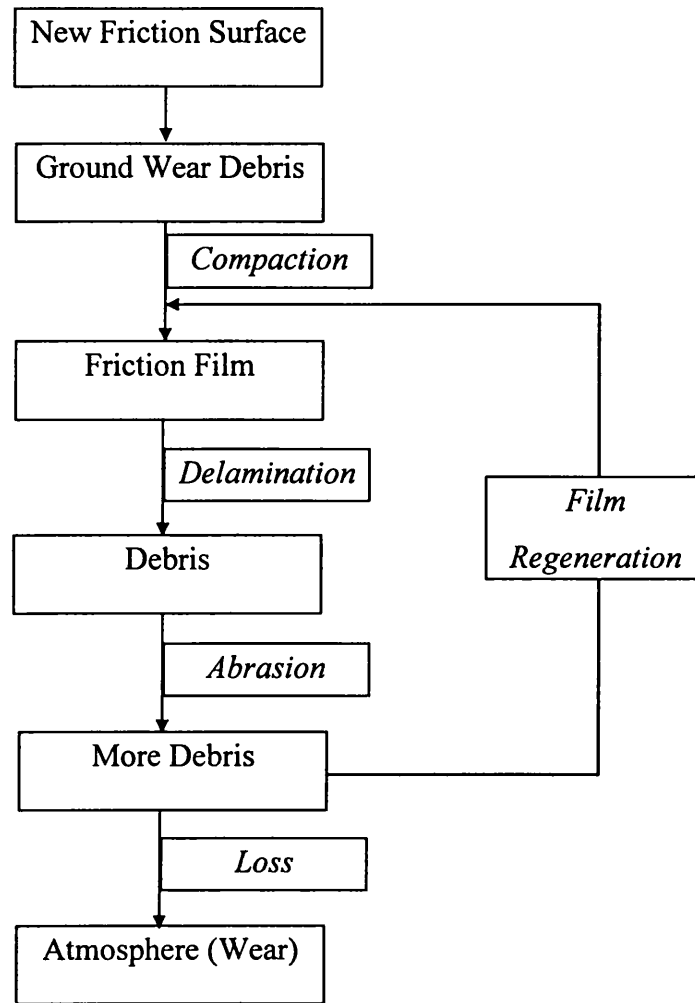 New Friction Surface
Ground Wear Debris
Compaction
Friction Film
Delamination
Film
Regeneration
Debris
Abrasion
More Debris
Loss
Atmosphere (Wear)